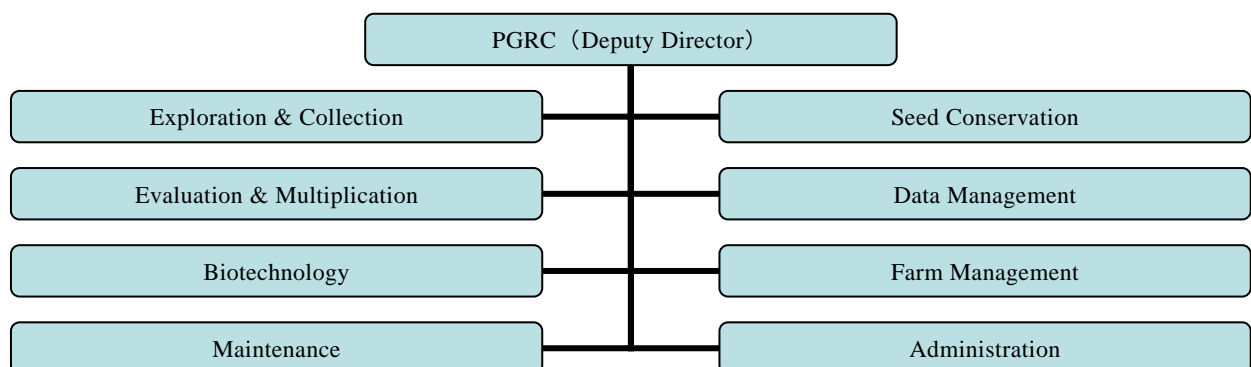 PGRC（Deputy Director）
Exploration & Collection
Seed Conservation
Evaluation & Multiplication
Data Management
Biotechnology
Farm Management
Maintenance
Administration